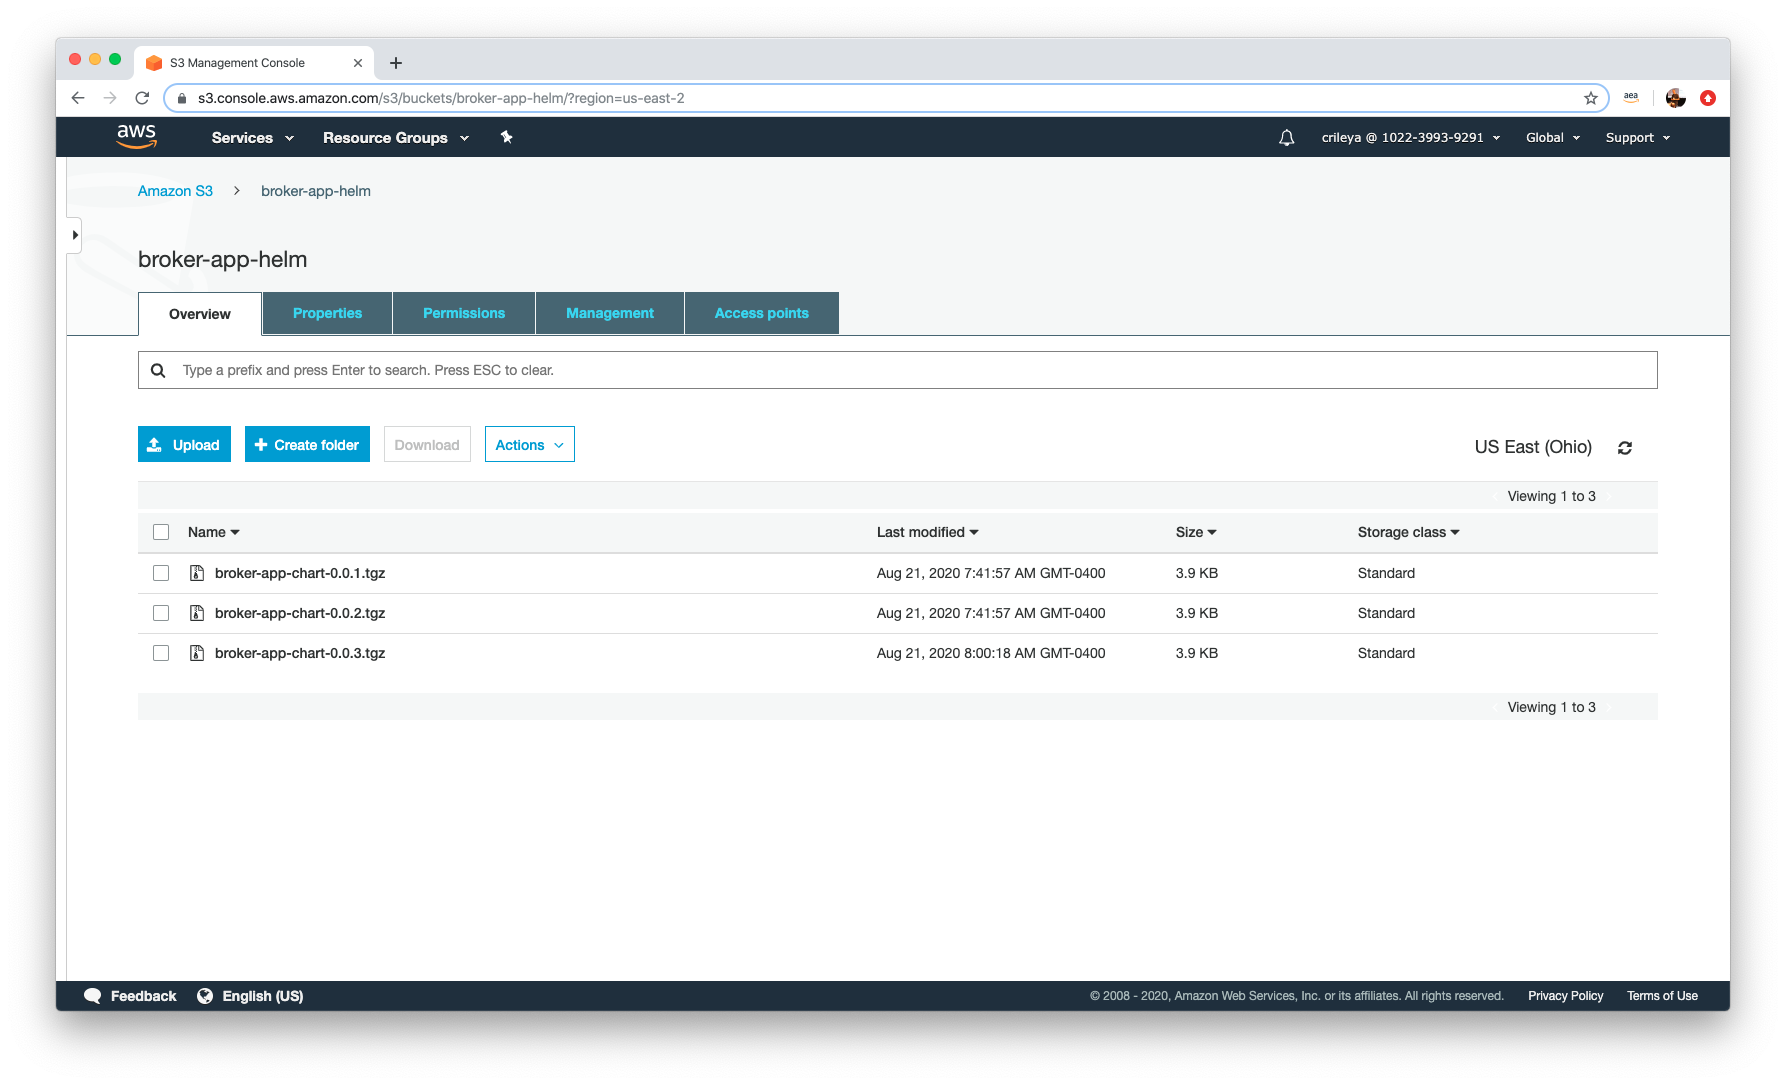 S3 Management Console
s3.console.aws.amazon.com/s3/buckets/broker-app-helm/?region=us-east-2
aea
aws Services Resource Groups crileya @ 1022-3993-9291 Global Support
Amazon S3 > broker-app-helm
broker-app-helm
Overview Properties Permissions Management Access points
Type a prefix and press Enter to search. Press ESC to clear.
Upload Create folder Download Actions US East (Ohio)
Viewing 1 to 3
Name Last modified Size Storage class
broker-app-chart-0.0.1.tgz Aug 21, 2020 7:41:57 AM GMT-0400 3.9 KB Standard
broker-app-chart-0.0.2.tgz Aug 21, 2020 7:41:57 AM GMT-0400 3.9 KB Standard
broker-app-chart-0.0.3.tgz Aug 21, 2020 8:00:18 AM GMT-0400 3.9 KB Standard
Viewing 1 to 3
Feedback English (US) © 2008 - 2020, Amazon Web Services, Inc. or its affiliates. All rights reserved. Privacy Policy Terms of Use